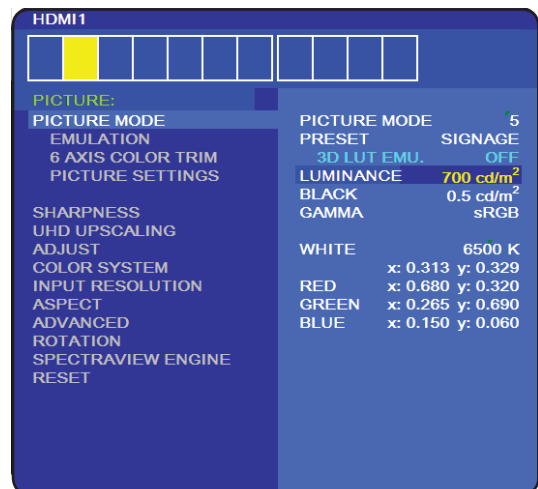 HDMI1
PICTURE:
PICTURE MODE
EMULATION
6 AXIS COLOR TRIM
PICTURE SETTINGS
SHARPNESS
UHD UPSCALING
ADJUST
COLOR SYSTEM
INPUT RESOLUTION
ASPECT
ADVANCED
ROTATION
SPECTRAVIEW ENGINE
RESET
PICTURE MODE 5
PRESET SIGNAGE
3D LUT EMU. OFF
LUMINANCE 700 cd/m²
BLACK 0.5 cd/m²
GAMMA sRGB
WHITE 6500 K
x: 0.313 y: 0.329
RED x: 0.680 y: 0.320
GREEN x: 0.265 y: 0.690
BLUE x: 0.150 y: 0.060